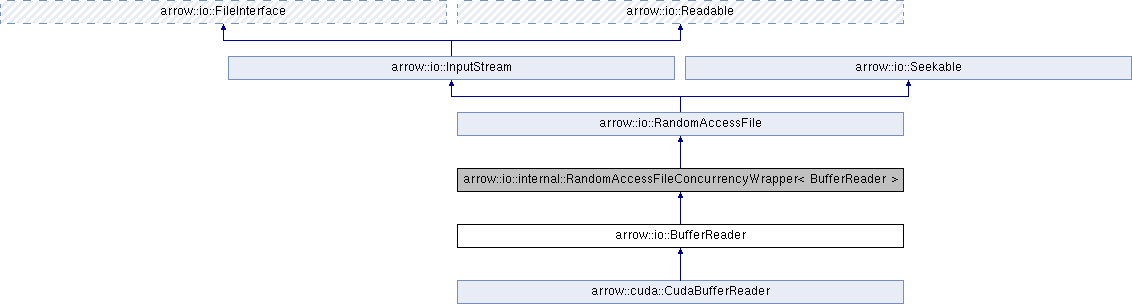 arrow::io::FileInterface
arrow::io::Readable
arrow::io::InputStream
arrow::io::Seekable
arrow::io::RandomAccessFile
arrow::io::internal::RandomAccessFileConcurrencyWrapper< BufferReader >
arrow::io::BufferReader
arrow::cuda::CudaBufferReader